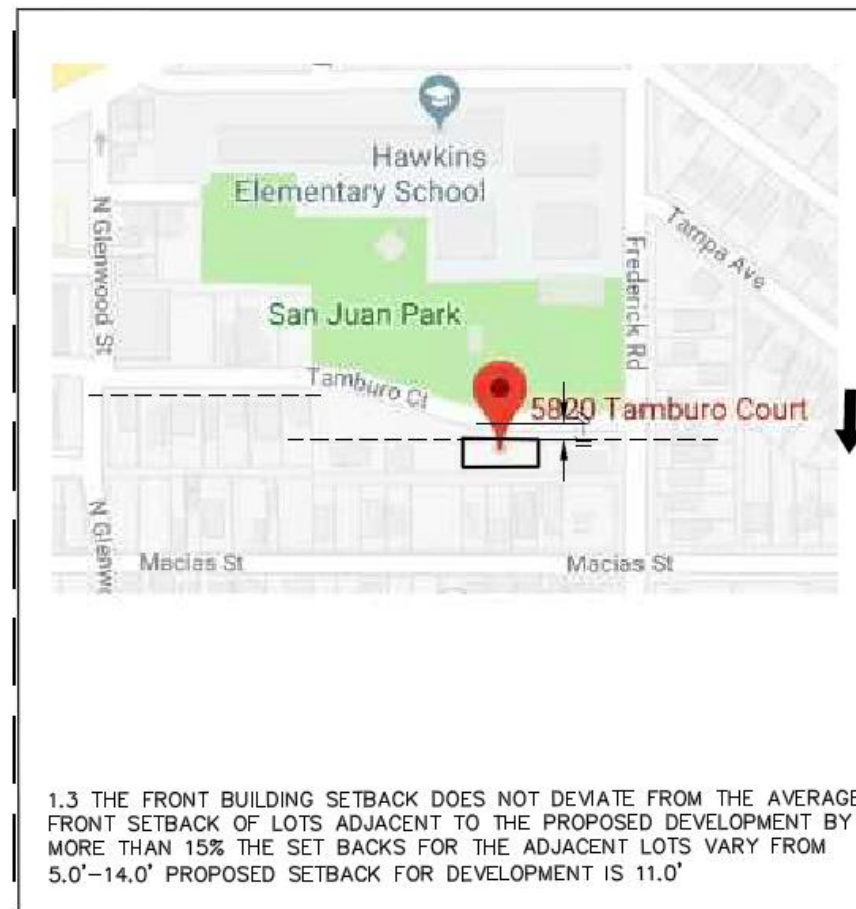 Hawkins
Elementary School
N Glenwood St
Frederick Rd
Tampa Ave
San Juan Park
Tamburo Ct
5820 Tamburo Court
Macias St
Macias St
1.3 THE FRONT BUILDING SETBACK DOES NOT DEVIATE FROM THE AVERAGE
FRONT SETBACK OF LOTS ADJACENT TO THE PROPOSED DEVELOPMENT BY
MORE THAN 15% THE SET BACKS FOR THE ADJACENT LOTS VARY FROM
5.0'-14.0' PROPOSED SETBACK FOR DEVELOPMENT IS 11.0'